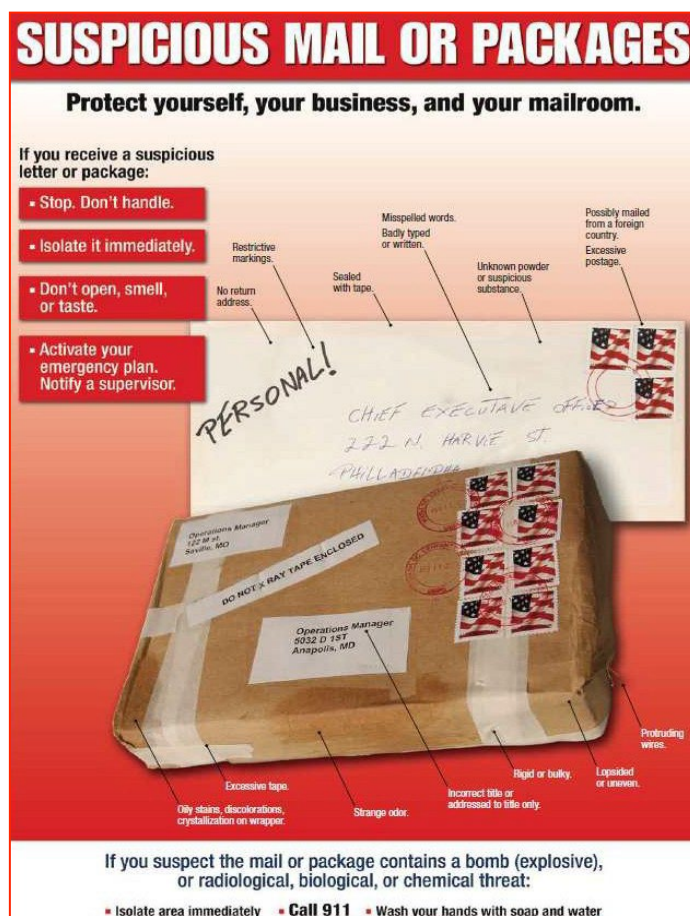 SUSPICIOUS MAIL OR PACKAGES
Protect yourself, your business, and your mailroom.
If you receive a suspicious
letter or package:
▪ Stop. Don't handle.
▪ Isolate it immediately.
▪ Don't open, smell,
or taste.
▪ Activate your
emergency plan.
Notify a supervisor.
No return
address.
Restrictive
markings.
Sealed
with tape.
Misspelled words.
Badly typed
or written.
Unknown powder
or suspicious
substance.
Possibly mailed
from a foreign
country.
Excessive
postage.
PERSONAL!
CHIEF EXECUTAVE OFFICER
222 N. HARVIE ST.
PHILLADELPHA
Operations Manager
122 M st.
Saville, MO
DO NOT X RAY TAPE ENCLOSED
Operations Manager
5032 D 1ST
Anapolis, MD
Protruding
wires.
Lopsided
or uneven.
Rigid or bulky.
Incorrect title or
addressed to title only.
Strange odor.
Excessive tape.
Oily stains, discolorations,
crystallization on wrapper.
If you suspect the mail or package contains a bomb (explosive),
or radiological, biological, or chemical threat:
▪ Isolate area immediately ▪ Call 911 ▪ Wash your hands with soap and water